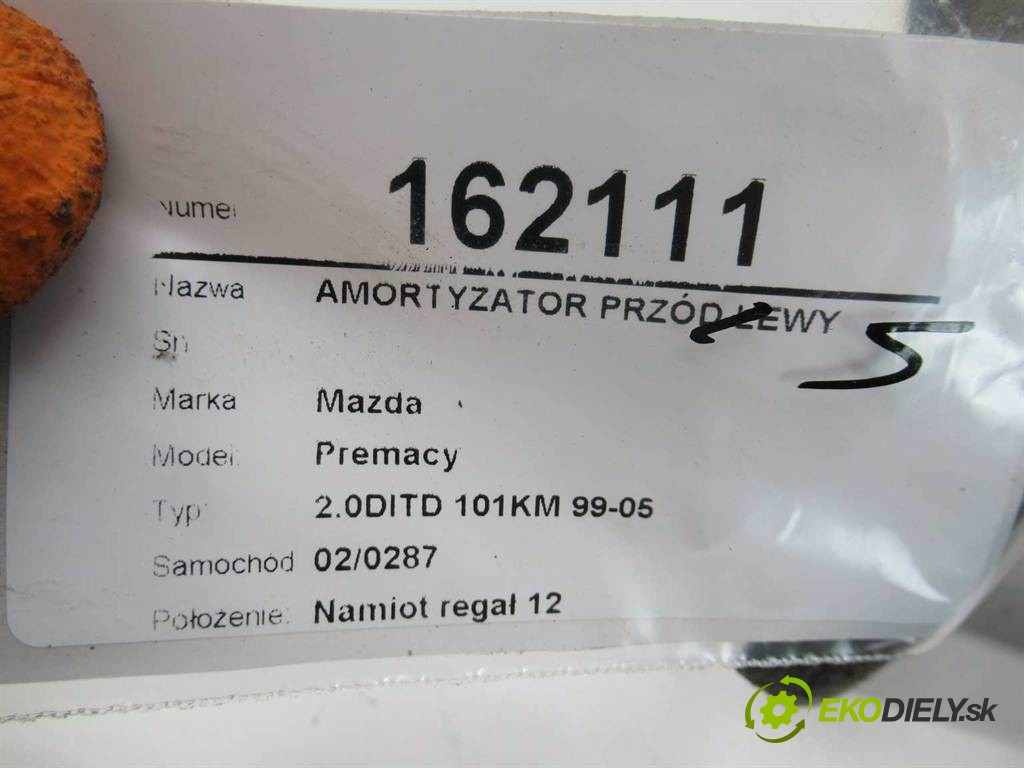 Numer 162111
Nazwa AMORTYZATOR PRZÓD LEWY 5
Sn
Marka Mazda
Model: Premacy
Typ: 2.0DITD 101KM 99-05
Samochód 02/0287
Położenie: Namiot regał 12
EKODIELY.sk